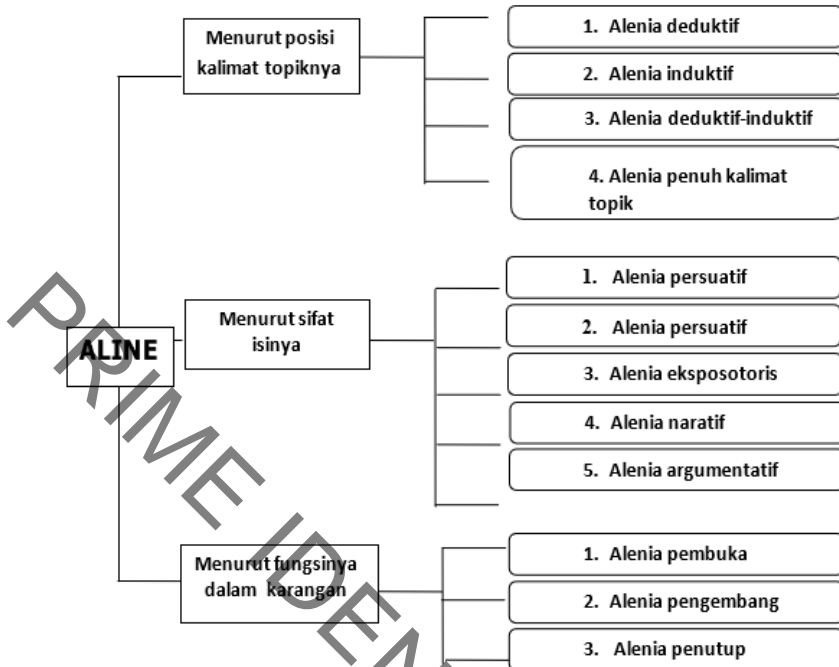 Menurut posisi
kalimat topiknya
1. Alenia deduktif
2. Alenia induktif
3. Alenia deduktif-induktif
4. Alenia penuh kalimat
topik
ALINE
Menurut sifat
isinya
1. Alenia persuatif
2. Alenia persuatif
3. Alenia eksposotoris
4. Alenia naratif
5. Alenia argumentatif
Menurut fungsinya
dalam karangan
1. Alenia pembuka
2. Alenia pengembang
3. Alenia penutup
PRIME